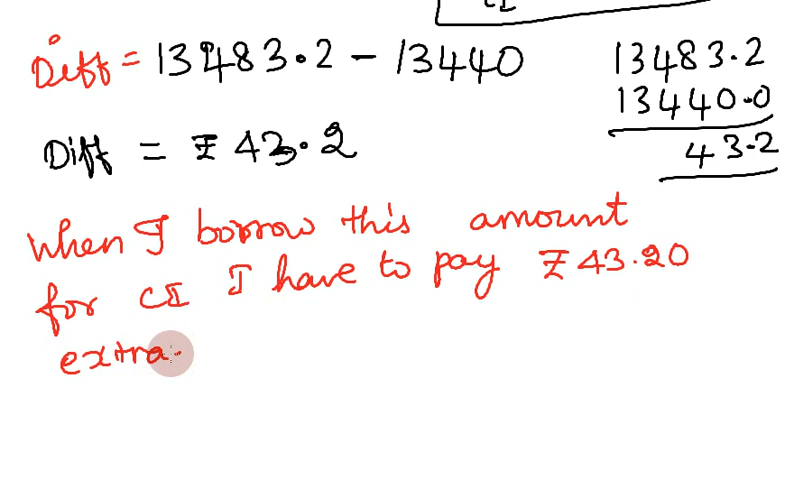 CI
Diff = 13483.2 - 13440
13483.2
13440.0
43.2
Diff = ₹ 43.2
When I borrow this amount
for CI I have to pay ₹ 43.20
extra.